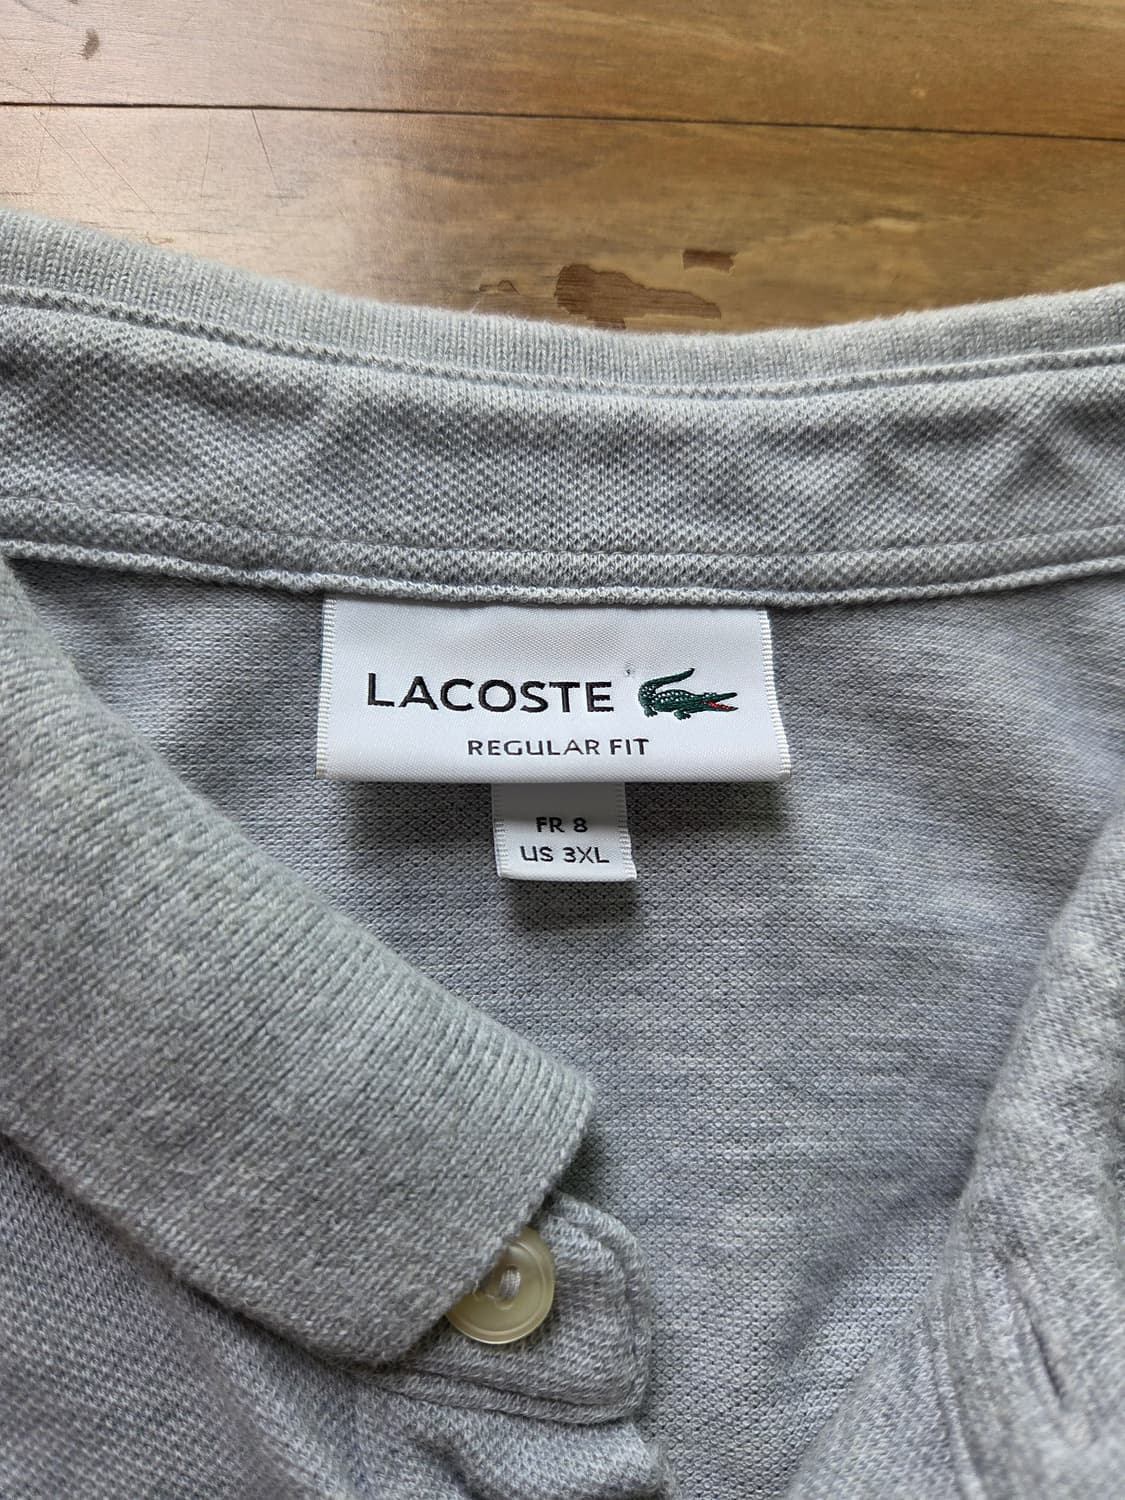 LACOSTE
REGULAR FIT
FR 8
US 3XL